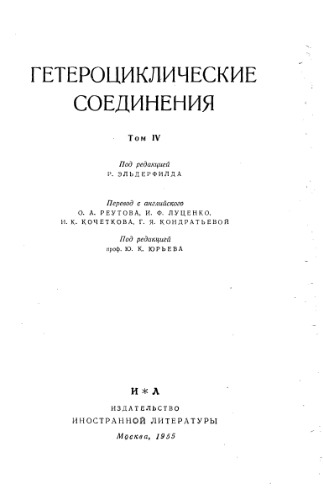 ГЕТЕРОЦИКЛИЧЕСКИЕ
СОЕДИНЕНИЯ
Том IV
Под редакцией
Р. ЭЛЬДЕРФИЛДА
Перевод с английского
О. А. РЕУТОВА, И. Ф. ЛУЦЕНКО,
Н. К. КОЧЕТКОВА, Г. Я. КОНДРАТЬЕВОЙ
Под редакцией
проф. Ю. К. ЮРЬЕВА
И * Л
ИЗДАТЕЛЬСТВО
ИНОСТРАННОЙ ЛИТЕРАТУРЫ
Москва, 1955